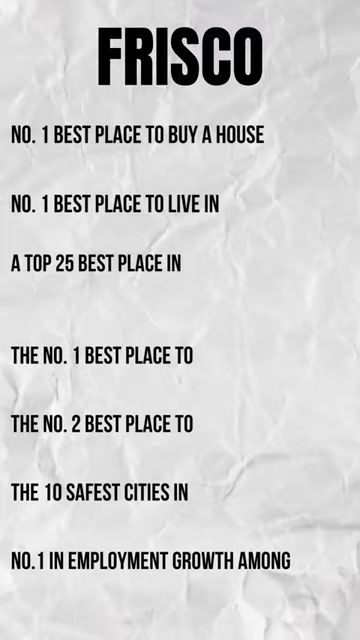 FRISCO
NO. 1 BEST PLACE TO BUY A HOUSE
NO. 1 BEST PLACE TO LIVE IN
A TOP 25 BEST PLACE IN
THE NO. 1 BEST PLACE TO
THE NO. 2 BEST PLACE TO
THE 10 SAFEST CITIES IN
NO.1 IN EMPLOYMENT GROWTH AMONG